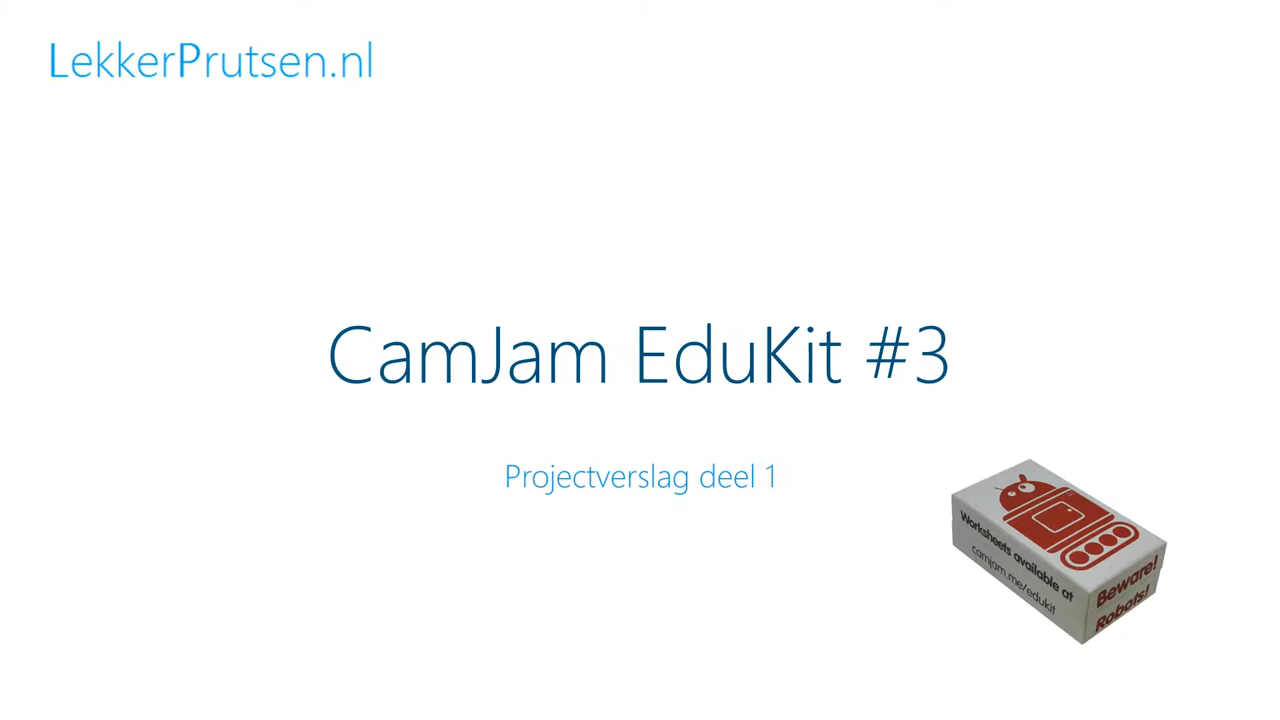 LekkerPrutsen.nl
CamJam EduKit #3
Projectverslag deel 1
Worksheets available at
camjam.me/edukit
Beware!
Robots!